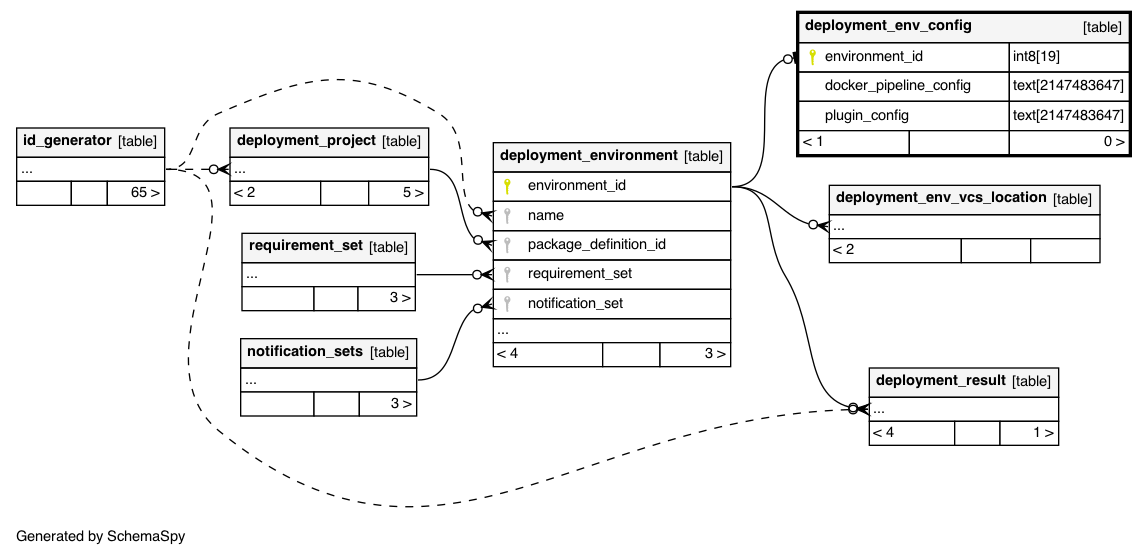 deployment_env_config [table]
environment_id int8[19]
docker_pipeline_config text[2147483647]
plugin_config text[2147483647]
< 1 0 >
id_generator [table]
...
65 >
deployment_project [table]
...
< 2 5 >
requirement_set [table]
...
3 >
notification_sets [table]
...
3 >
deployment_environment [table]
environment_id
name
package_definition_id
requirement_set
notification_set
...
< 4 3 >
deployment_env_vcs_location [table]
...
< 2
deployment_result [table]
...
< 4 1 >
Generated by SchemaSpy